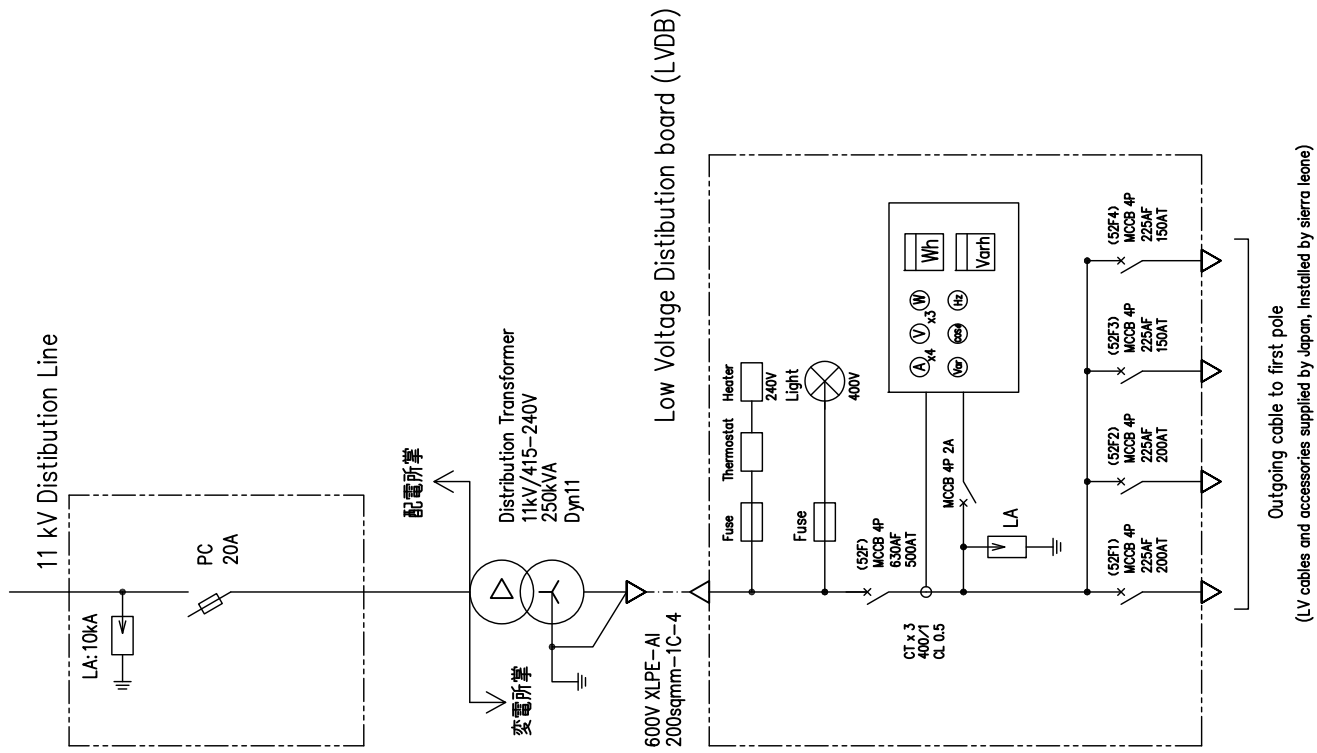 11 kV Distibution Line
LA:10kA
PC
20A
配電所掌
変電所掌
Distribution Transformer
11kV/415-240V
250kVA
Dyn11
600V XLPE-Al
200sqmm-1C-4
Low Voltage Distibution board (LVDB)
Fuse
Thermostat
Heater
240V
Light
Fuse
400V
(52F)
MCCB 4P
630AF
500AT
CT x 3
400/1
CL 0.5
MCCB 4P 2A
LA
A
x4
V
x3
W
Var
cosø
Hz
Wh
Varh
(52F1)
MCCB 4P
225AF
200AT
(52F2)
MCCB 4P
225AF
200AT
(52F3)
MCCB 4P
225AF
150AT
(52F4)
MCCB 4P
225AF
150AT
Outgoing cable to first pole
(LV cables and accessories supplied by Japan, Installed by sierra leone)